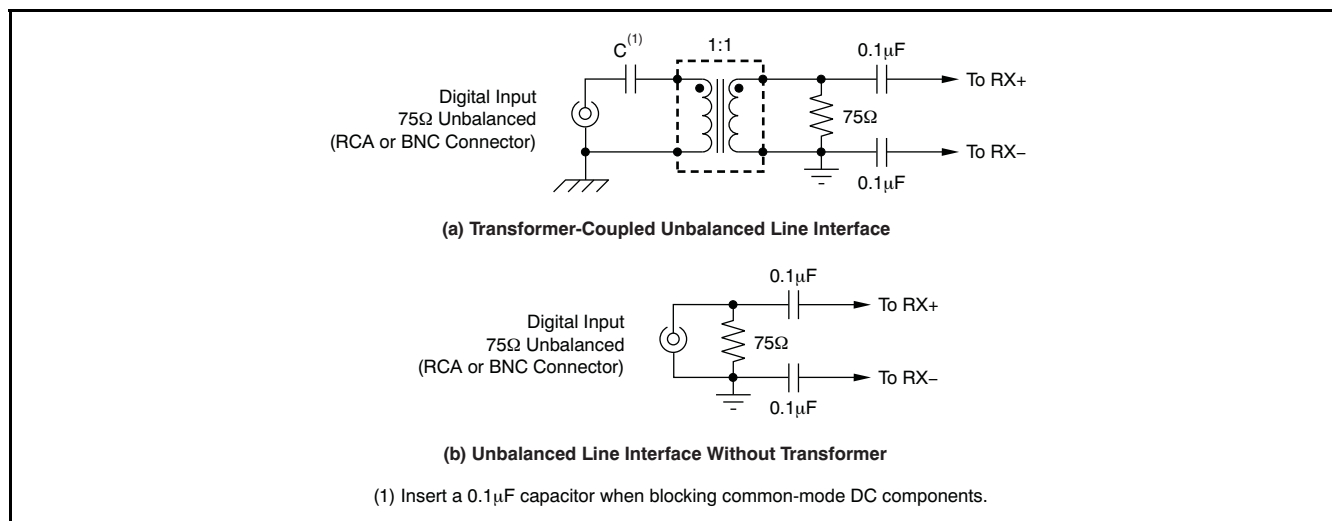 C(1)
1:1
0.1μF
To RX+
Digital Input
75Ω Unbalanced
(RCA or BNC Connector)
75Ω
To RX−
0.1μF
(a) Transformer-Coupled Unbalanced Line Interface
0.1μF
To RX+
Digital Input
75Ω Unbalanced
(RCA or BNC Connector)
75Ω
To RX−
0.1μF
(b) Unbalanced Line Interface Without Transformer
(1) Insert a 0.1μF capacitor when blocking common-mode DC components.